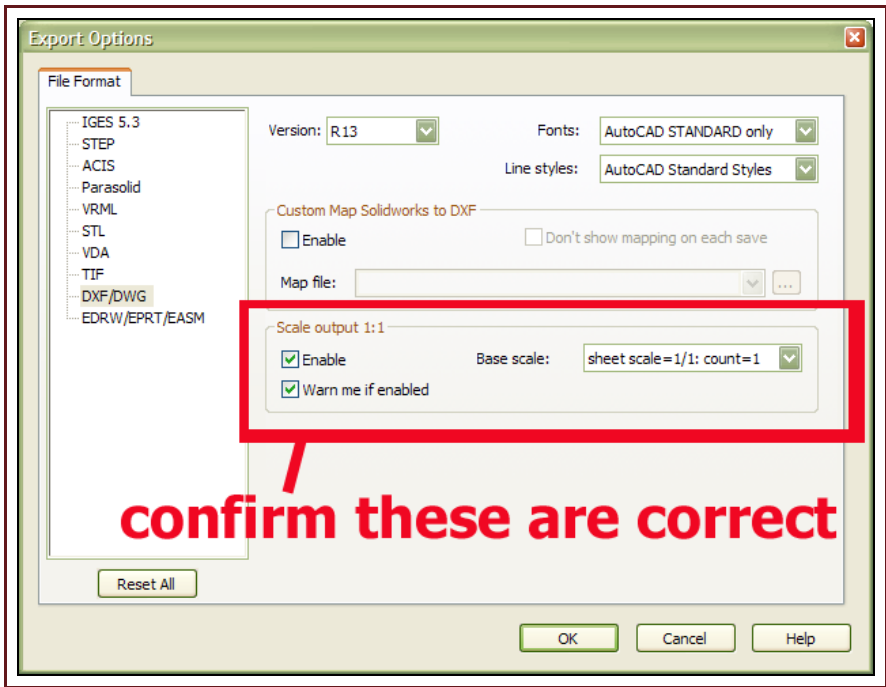 Export Options
File Format
IGES 5.3
STEP
ACIS
Parasolid
VRML
STL
VDA
TIF
DXF/DWG
EDRW/EPRT/EASM
Reset All
Version: R13
Fonts: AutoCAD STANDARD only
Line styles: AutoCAD Standard Styles
Custom Map Solidworks to DXF
Enable
Don't show mapping on each save
Map file:
...
Scale output 1:1
Enable
Base scale: sheet scale=1/1: count=1
Warn me if enabled
confirm these are correct
OK Cancel Help